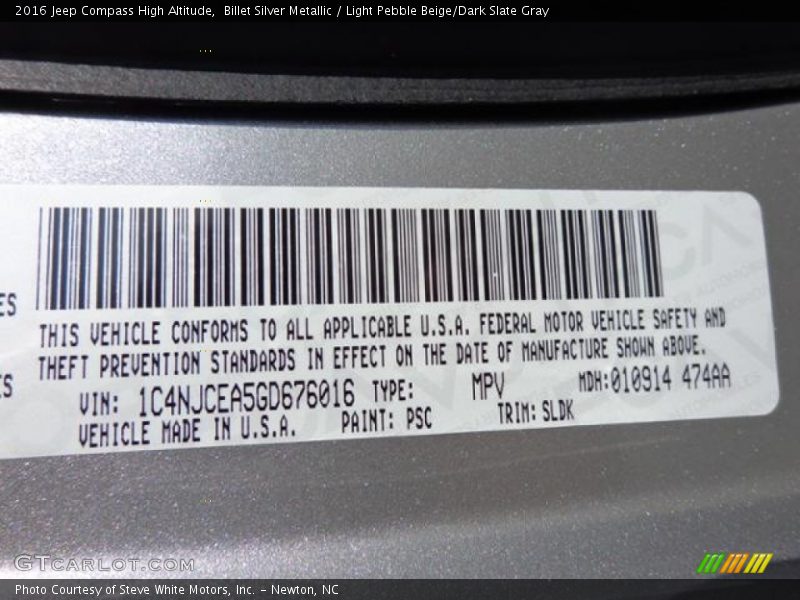 2016 Jeep Compass High Altitude,  Billet Silver Metallic / Light Pebble Beige/Dark Slate Gray
ES
THIS VEHICLE CONFORMS TO ALL APPLICABLE U.S.A. FEDERAL MOTOR VEHICLE SAFETY AND
THEFT PREVENTION STANDARDS IN EFFECT ON THE DATE OF MANUFACTURE SHOWN ABOVE.
ES
VIN: 1C4NJCEA5GD676016 TYPE: MPV MDH:010914 474AA
VEHICLE MADE IN U.S.A. PAINT: PSC TRIM: SLDK
GTCARLOT.COM
Photo Courtesy of Steve White Motors, Inc. – Newton, NC